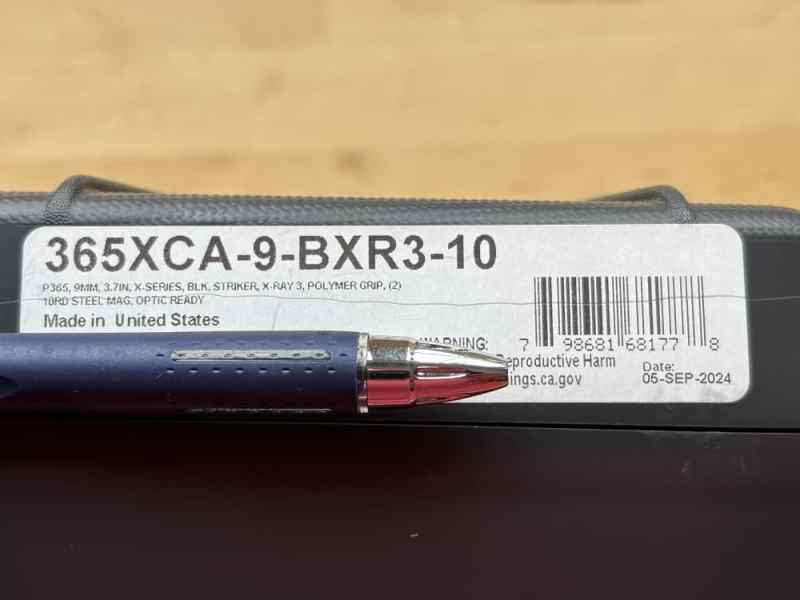 365XCA-9-BXR3-10
P365, 9MM, 3.7IN, X-SERIES, BLK, STRIKER, X-RAY 3, POLYMER GRIP, (2)
10RD STEEL MAG, OPTIC READY
Made in United States
WARNING:
Reproductive Harm
ings.ca.gov
7 98681 68177 8
Date:
05-SEP-2024